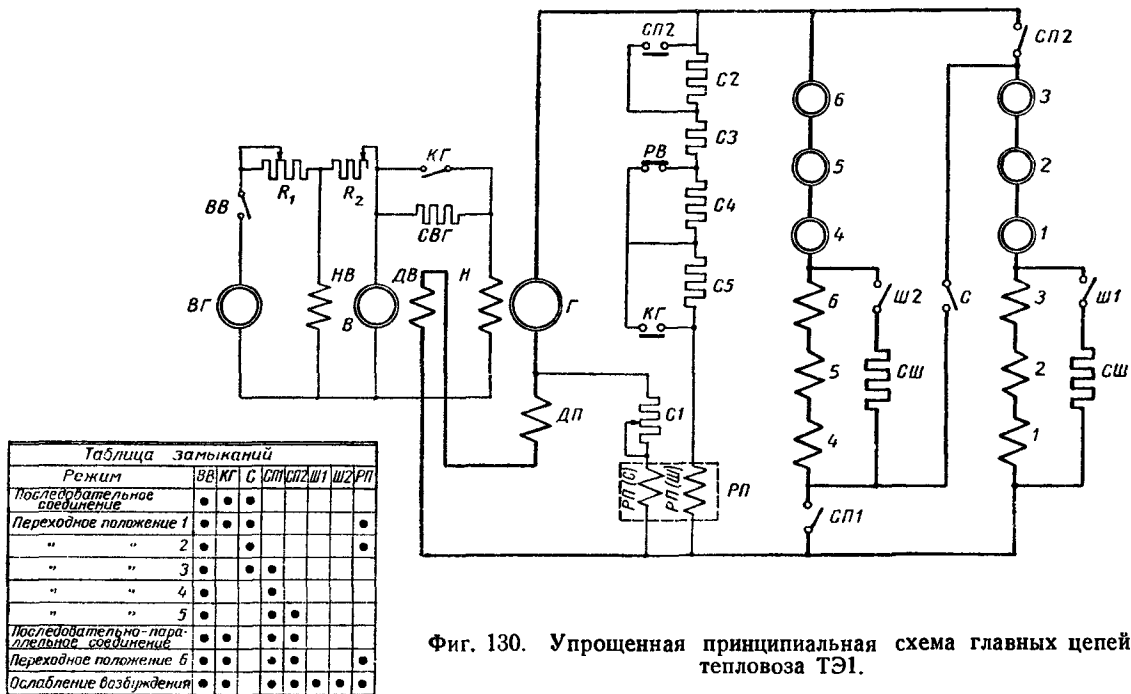 СП2
С2
С3
РВ
С4
С5
КГ
6
5
4
6
5
4
Ш2
СШ
С
СП2
3
2
1
3
2
1
Ш1
СШ
СП1
R₁
R₂
КГ
ВВ
СВГ
НВ
ДВ
Н
ВГ
В
Г
ДП
С1
РП(С)
РП(Ш)
РП
Таблица замыканий
Режим ВВ КГ С СП1 СП2 Ш1 Ш2 РП
Последовательное
соединение ● ● ●
Переходное положение 1 ● ● ● ●
" " 2 ● ● ●
" " 3 ● ● ●
" " 4 ● ●
" " 5 ● ● ●
Последовательно-пара-
ллельное соединение ● ● ● ●
Переходное положение 6 ● ● ● ● ●
Ослабление возбуждения ● ● ● ● ● ● ●
Фиг. 130. Упрощенная принципиальная схема главных цепей
тепловоза ТЭ1.